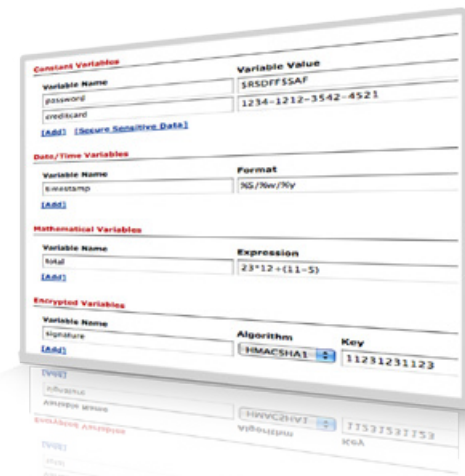 Constant Variables
Variable Name Variable Value
password $RSDFF$SAF
creditcard 1234-1212-3542-4521
[Add] [Secure Sensitive Data]
Date/Time Variables
Variable Name Format
timestamp %S/%w/%y
[Add]
Mathematical Variables
Variable Name Expression
total 23*12+(11-5)
[Add]
Encrypted Variables
Variable Name Algorithm Key
signature HMACSHA1 11231231123
[Add]